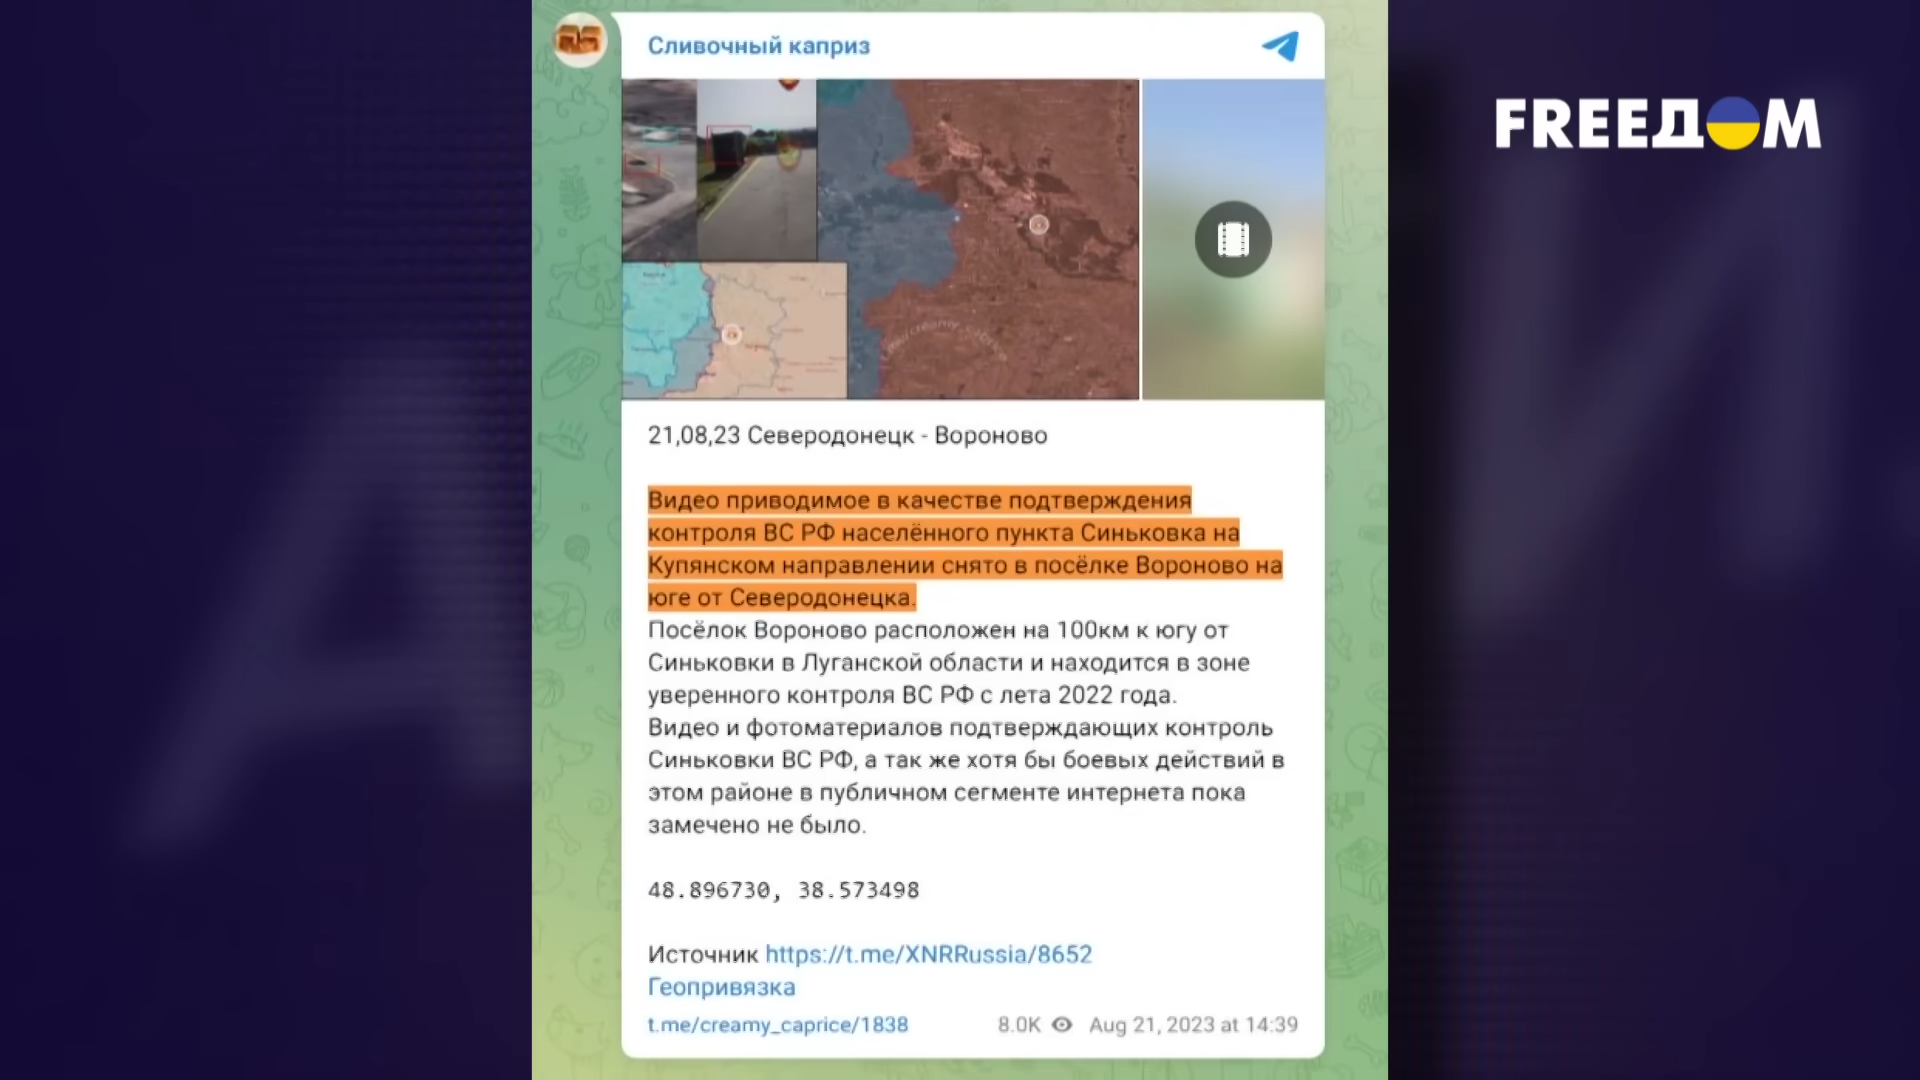 Сливочный каприз
FREEДOM
21,08,23 Северодонецк - Вороново
Видео приводимое в качестве подтверждения
контроля ВС РФ населённого пункта Синьковка на
Купянском направлении снято в посёлке Вороново на
юге от Северодонецка.
Посёлок Вороново расположен на 100км к югу от
Синьковки в Луганской области и находится в зоне
уверенного контроля ВС РФ с лета 2022 года.
Видео и фотоматериалов подтверждающих контроль
Синьковки ВС РФ, а так же хотя бы боевых действий в
этом районе в публичном сегменте интернета пока
замечено не было.
48.896730, 38.573498
Источник https://t.me/XNRRussia/8652
Геопривязка
t.me/creamy_caprice/1838 8.0K Aug 21, 2023 at 14:39